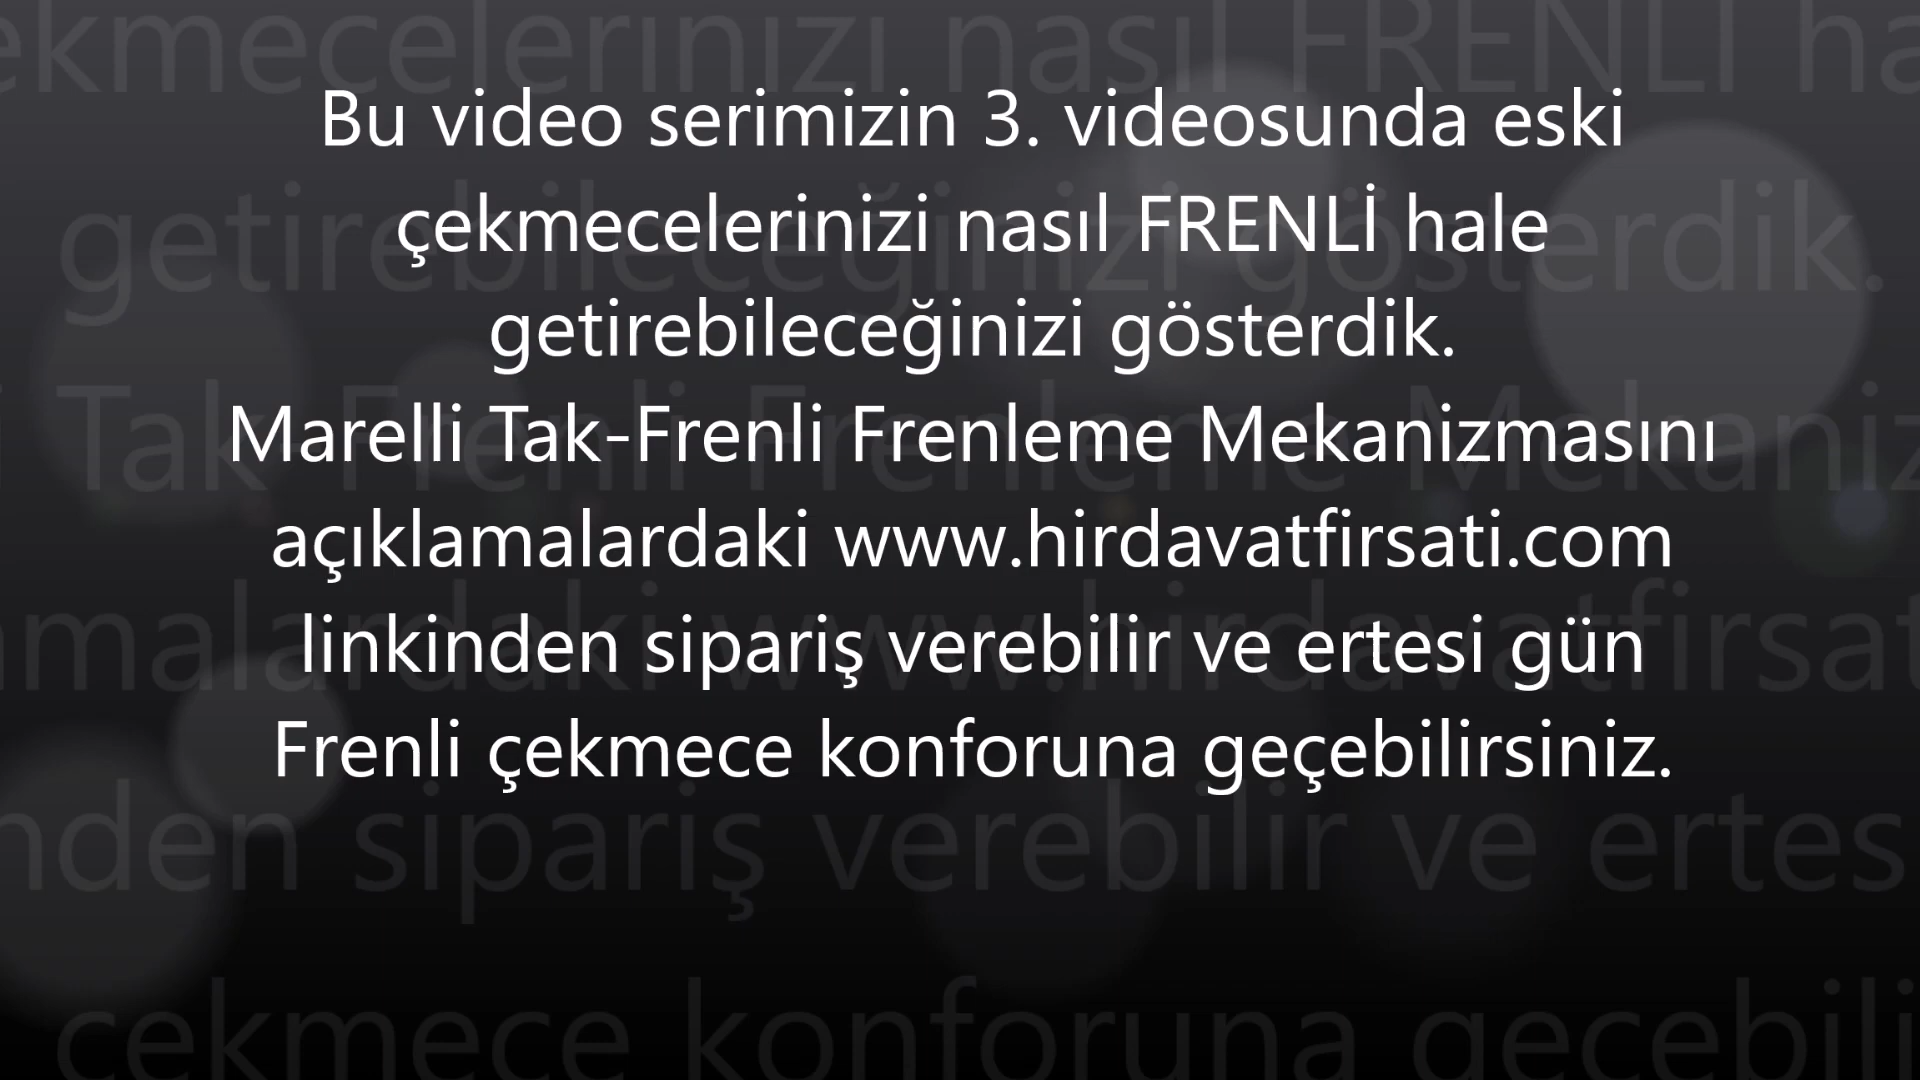 Bu video serimizin 3. videosunda eski
çekmecelerinizi nasıl FRENLİ hale
getirebileceğinizi gösterdik.
Marelli Tak-Frenli Frenleme Mekanizmasını
açıklamalardaki www.hirdavatfirsati.com
linkinden sipariş verebilir ve ertesi gün
Frenli çekmece konforuna geçebilirsiniz.